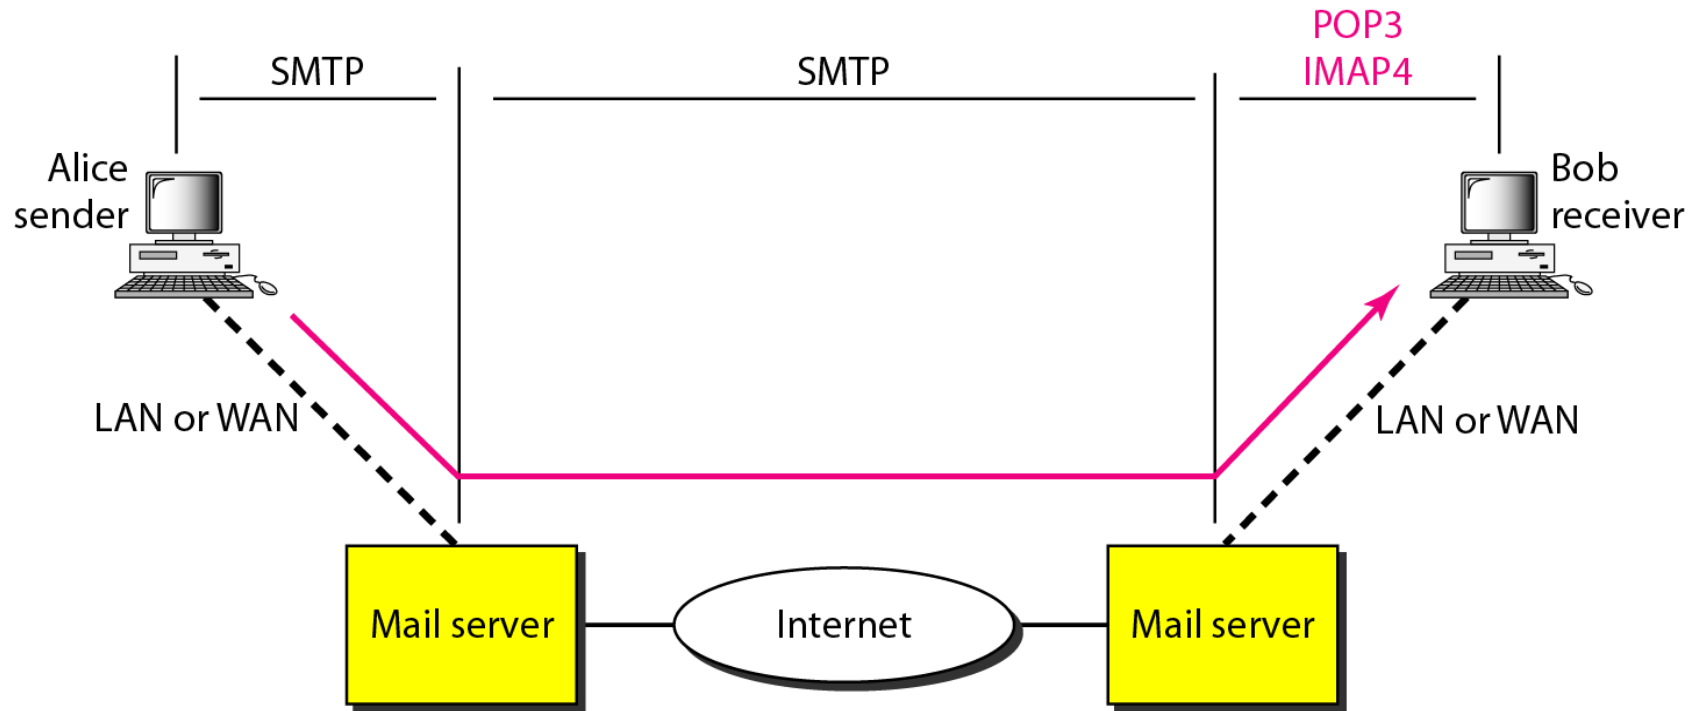 POP3
SMTP
SMTP
IMAP4
Alice
sender
Bob
receiver
LAN or WAN
LAN or WAN
Mail server
Internet
Mail server